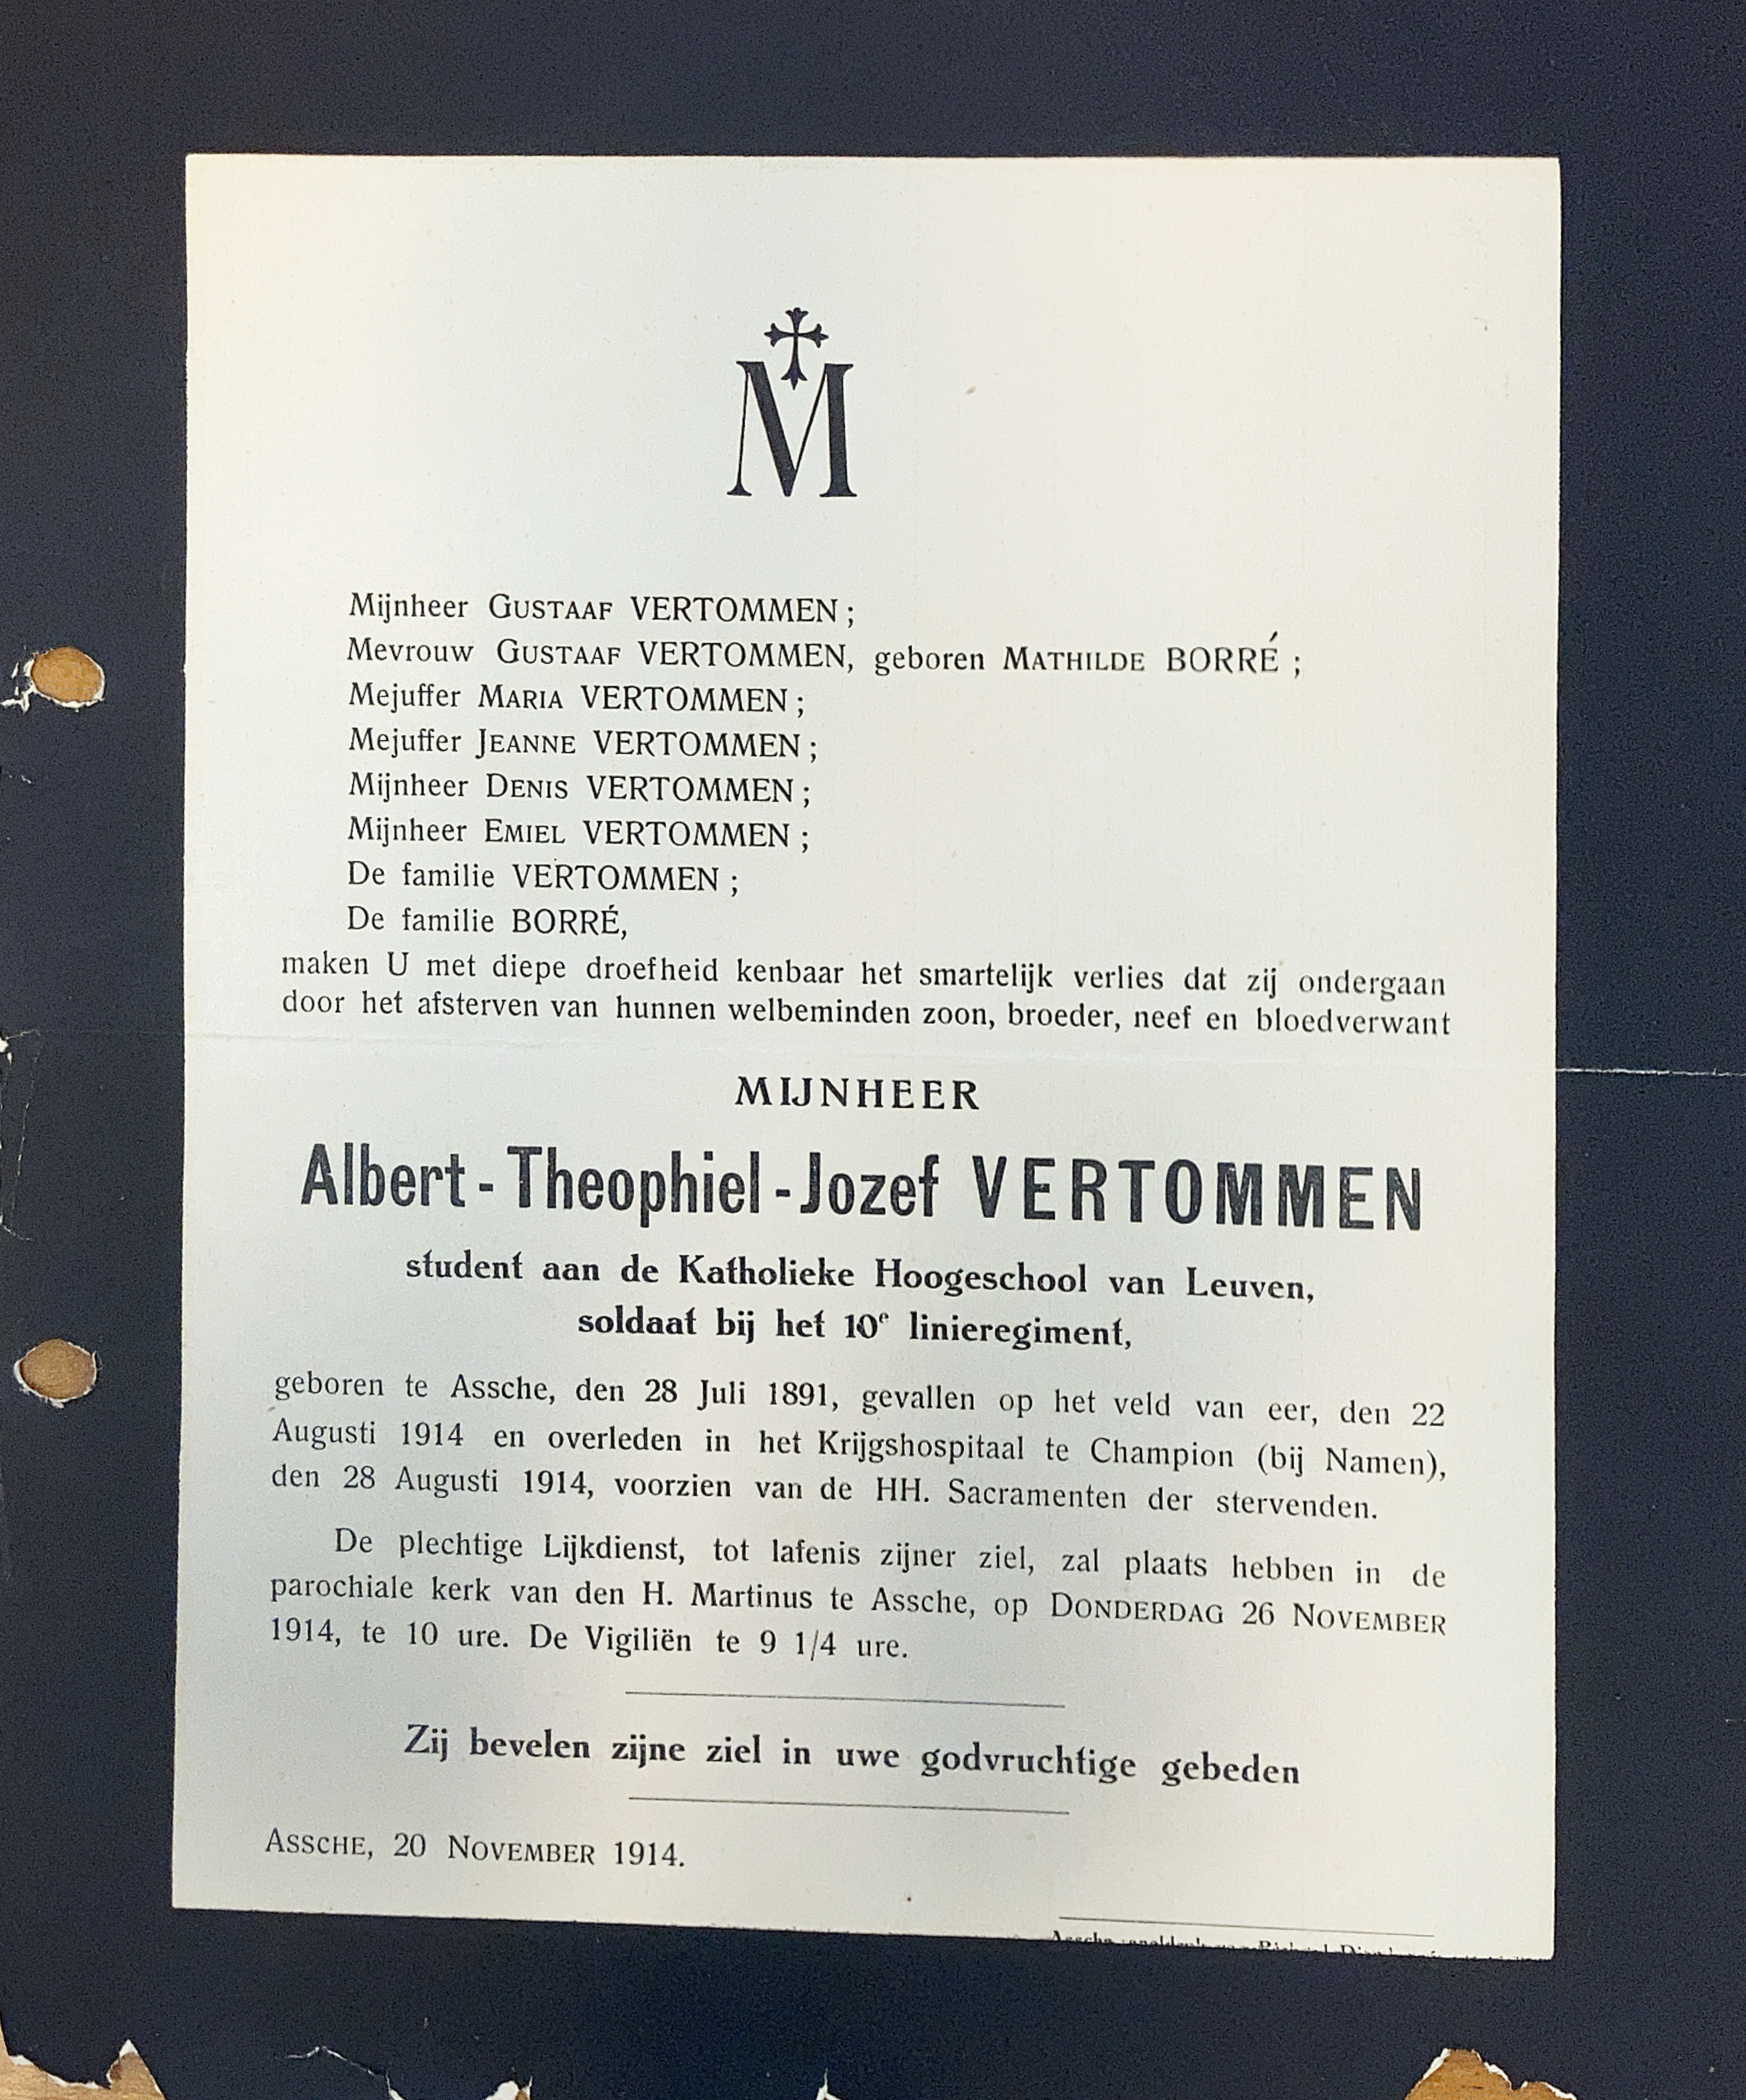 M
Mijnheer GUSTAAF VERTOMMEN ;
Mevrouw GUSTAAF VERTOMMEN, geboren MATHILDE BORRÉ ;
Mejuffer MARIA VERTOMMEN ;
Mejuffer JEANNE VERTOMMEN ;
Mijnheer DENIS VERTOMMEN ;
Mijnheer EMIEL VERTOMMEN ;
De familie VERTOMMEN ;
De familie BORRÉ,
maken U met diepe droefheid kenbaar het smartelijk verlies dat zij ondergaan
door het afsterven van hunnen welbeminden zoon, broeder, neef en bloedverwant
MIJNHEER
Albert - Theophiel - Jozef VERTOMMEN
student aan de Katholieke Hoogeschool van Leuven,
soldaat bij het 10e linieregiment,
geboren te Assche, den 28 Juli 1891, gevallen op het veld van eer, den 22
Augusti 1914 en overleden in het Krijgshospitaal te Champion (bij Namen),
den 28 Augusti 1914, voorzien van de HH. Sacramenten der stervenden.
De plechtige Lijkdienst, tot lafenis zijner ziel, zal plaats hebben in de
parochiale kerk van den H. Martinus te Assche, op DONDERDAG 26 NOVEMBER
1914, te 10 ure. De Vigiliën te 9 1/4 ure.
Zij bevelen zijne ziel in uwe godvruchtige gebeden
ASSCHE, 20 NOVEMBER 1914.